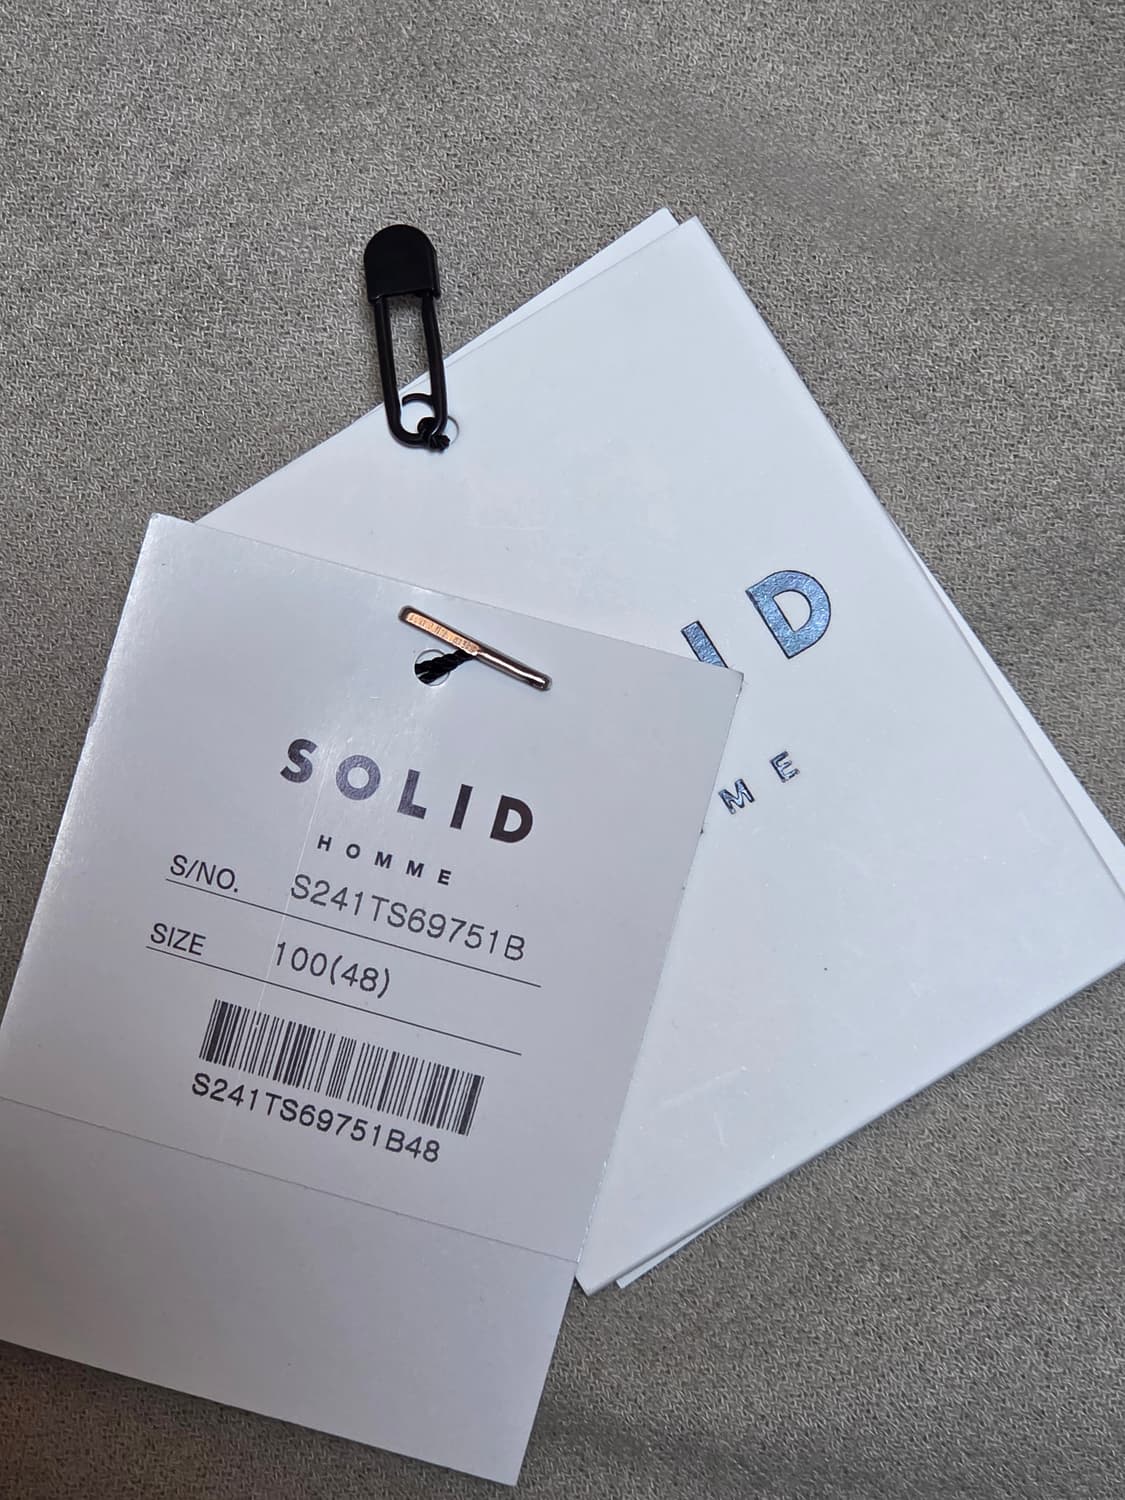 SOLID
HOMME
S/NO. S241TS69751B
SIZE 100(48)
S241TS69751B48
ID
ME